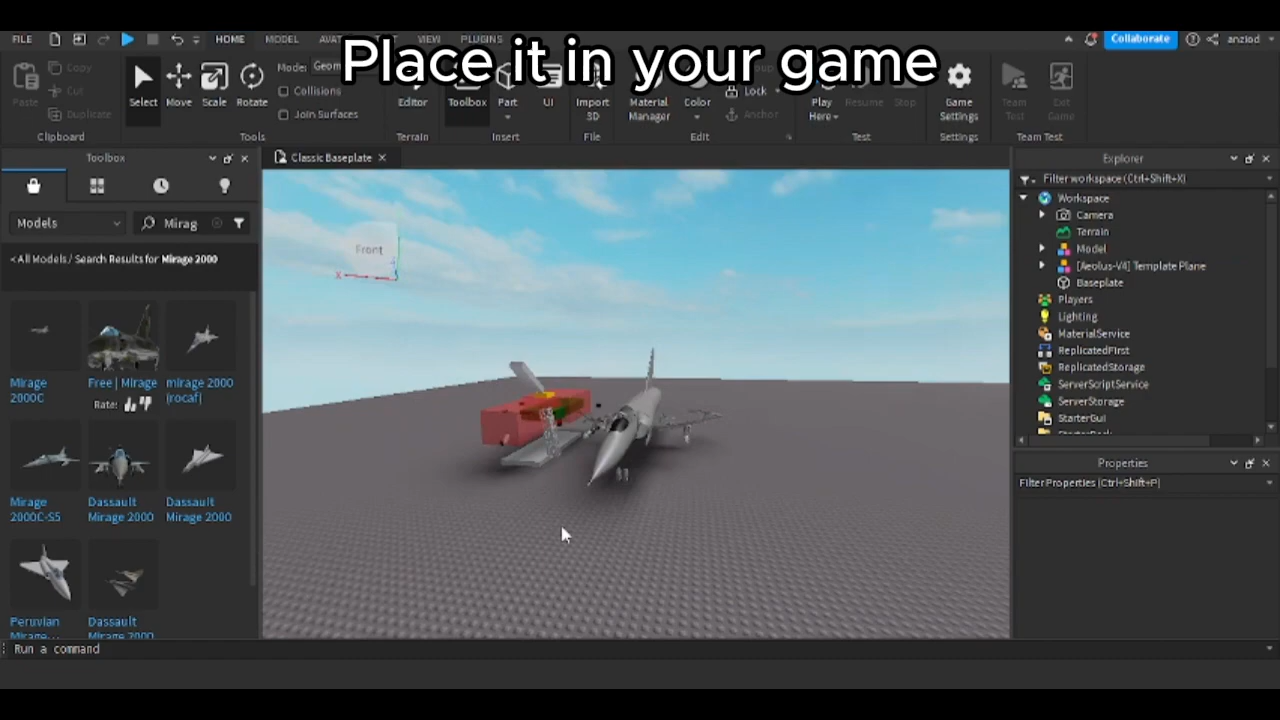 Place it in your game
FILE HOME MODEL VIEW PLUGINS Collaborate anziod
Paste Copy Cut Duplicate
Select Move Scale Rotate
Mode: Geom
Collisions
Join Surfaces
Editor Toolbox Part UI Import 3D Material Manager Color Lock Anchor Play Here Resume Stop Game Settings Team Test Exit Game
Clipboard Tools Terrain Insert File Edit Test Settings Team Test
Toolbox
Models Mirag
<All Models / Search Results for Mirage 2000
Mirage 2000C
Free | Mirage
Rate:
mirage 2000 (rocaf)
Mirage 2000C-S5
Dassault Mirage 2000
Dassault Mirage 2000
Peruvian Mirage...
Dassault Mirage 2000
Classic Baseplate
Front
X
Explorer
Filter workspace (Ctrl+Shift+X)
Workspace
Camera
Terrain
Model
[Aeolus-V4] Template Plane
Baseplate
Players
Lighting
MaterialService
ReplicatedFirst
ReplicatedStorage
ServerScriptService
ServerStorage
StarterGui
Properties
Filter Properties (Ctrl+Shift+P)
Run a command